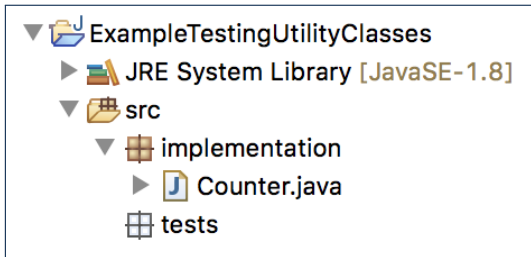 ExampleTestingUtilityClasses
JRE System Library [JavaSE-1.8]
src
implementation
J Counter.java
tests